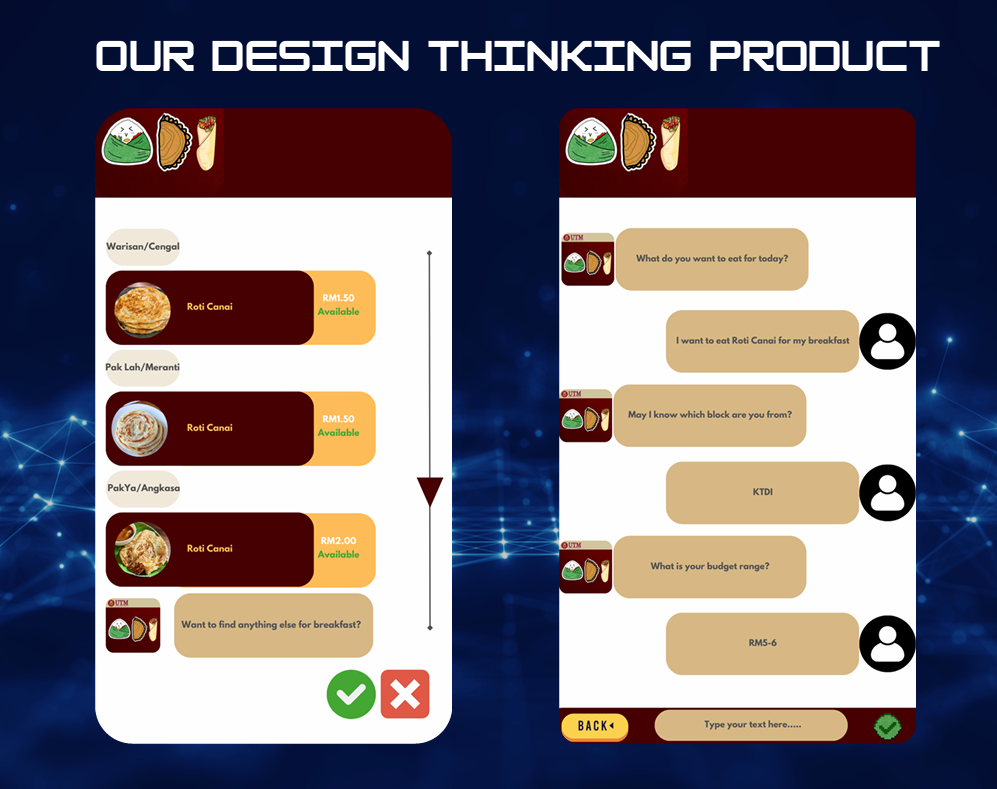 OUR DESIGN THINKING PRODUCT
Warisan/Cengal
Roti Canai
RM1.50
Available
Pak Lah/Meranti
Roti Canai
RM1.50
Available
PakYa/Angkasa
Roti Canai
RM2.00
Available
UTM
Want to find anything else for breakfast?
UTM
What do you want to eat for today?
I want to eat Roti Canai for my breakfast
UTM
May I know which block are you from?
KTDI
UTM
What is your budget range?
RM5-6
BACK
Type your text here.....